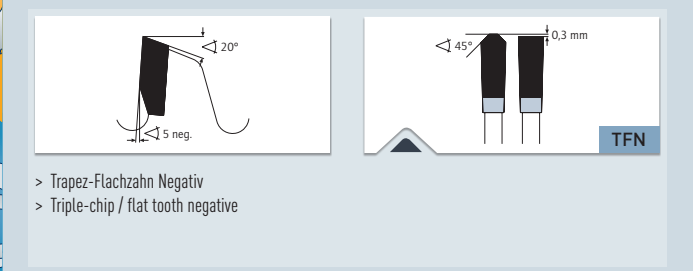 20°
5 neg.
45°
0,3 mm
TFN
> Trapez-Flachzahn Negativ
> Triple-chip / flat tooth negative